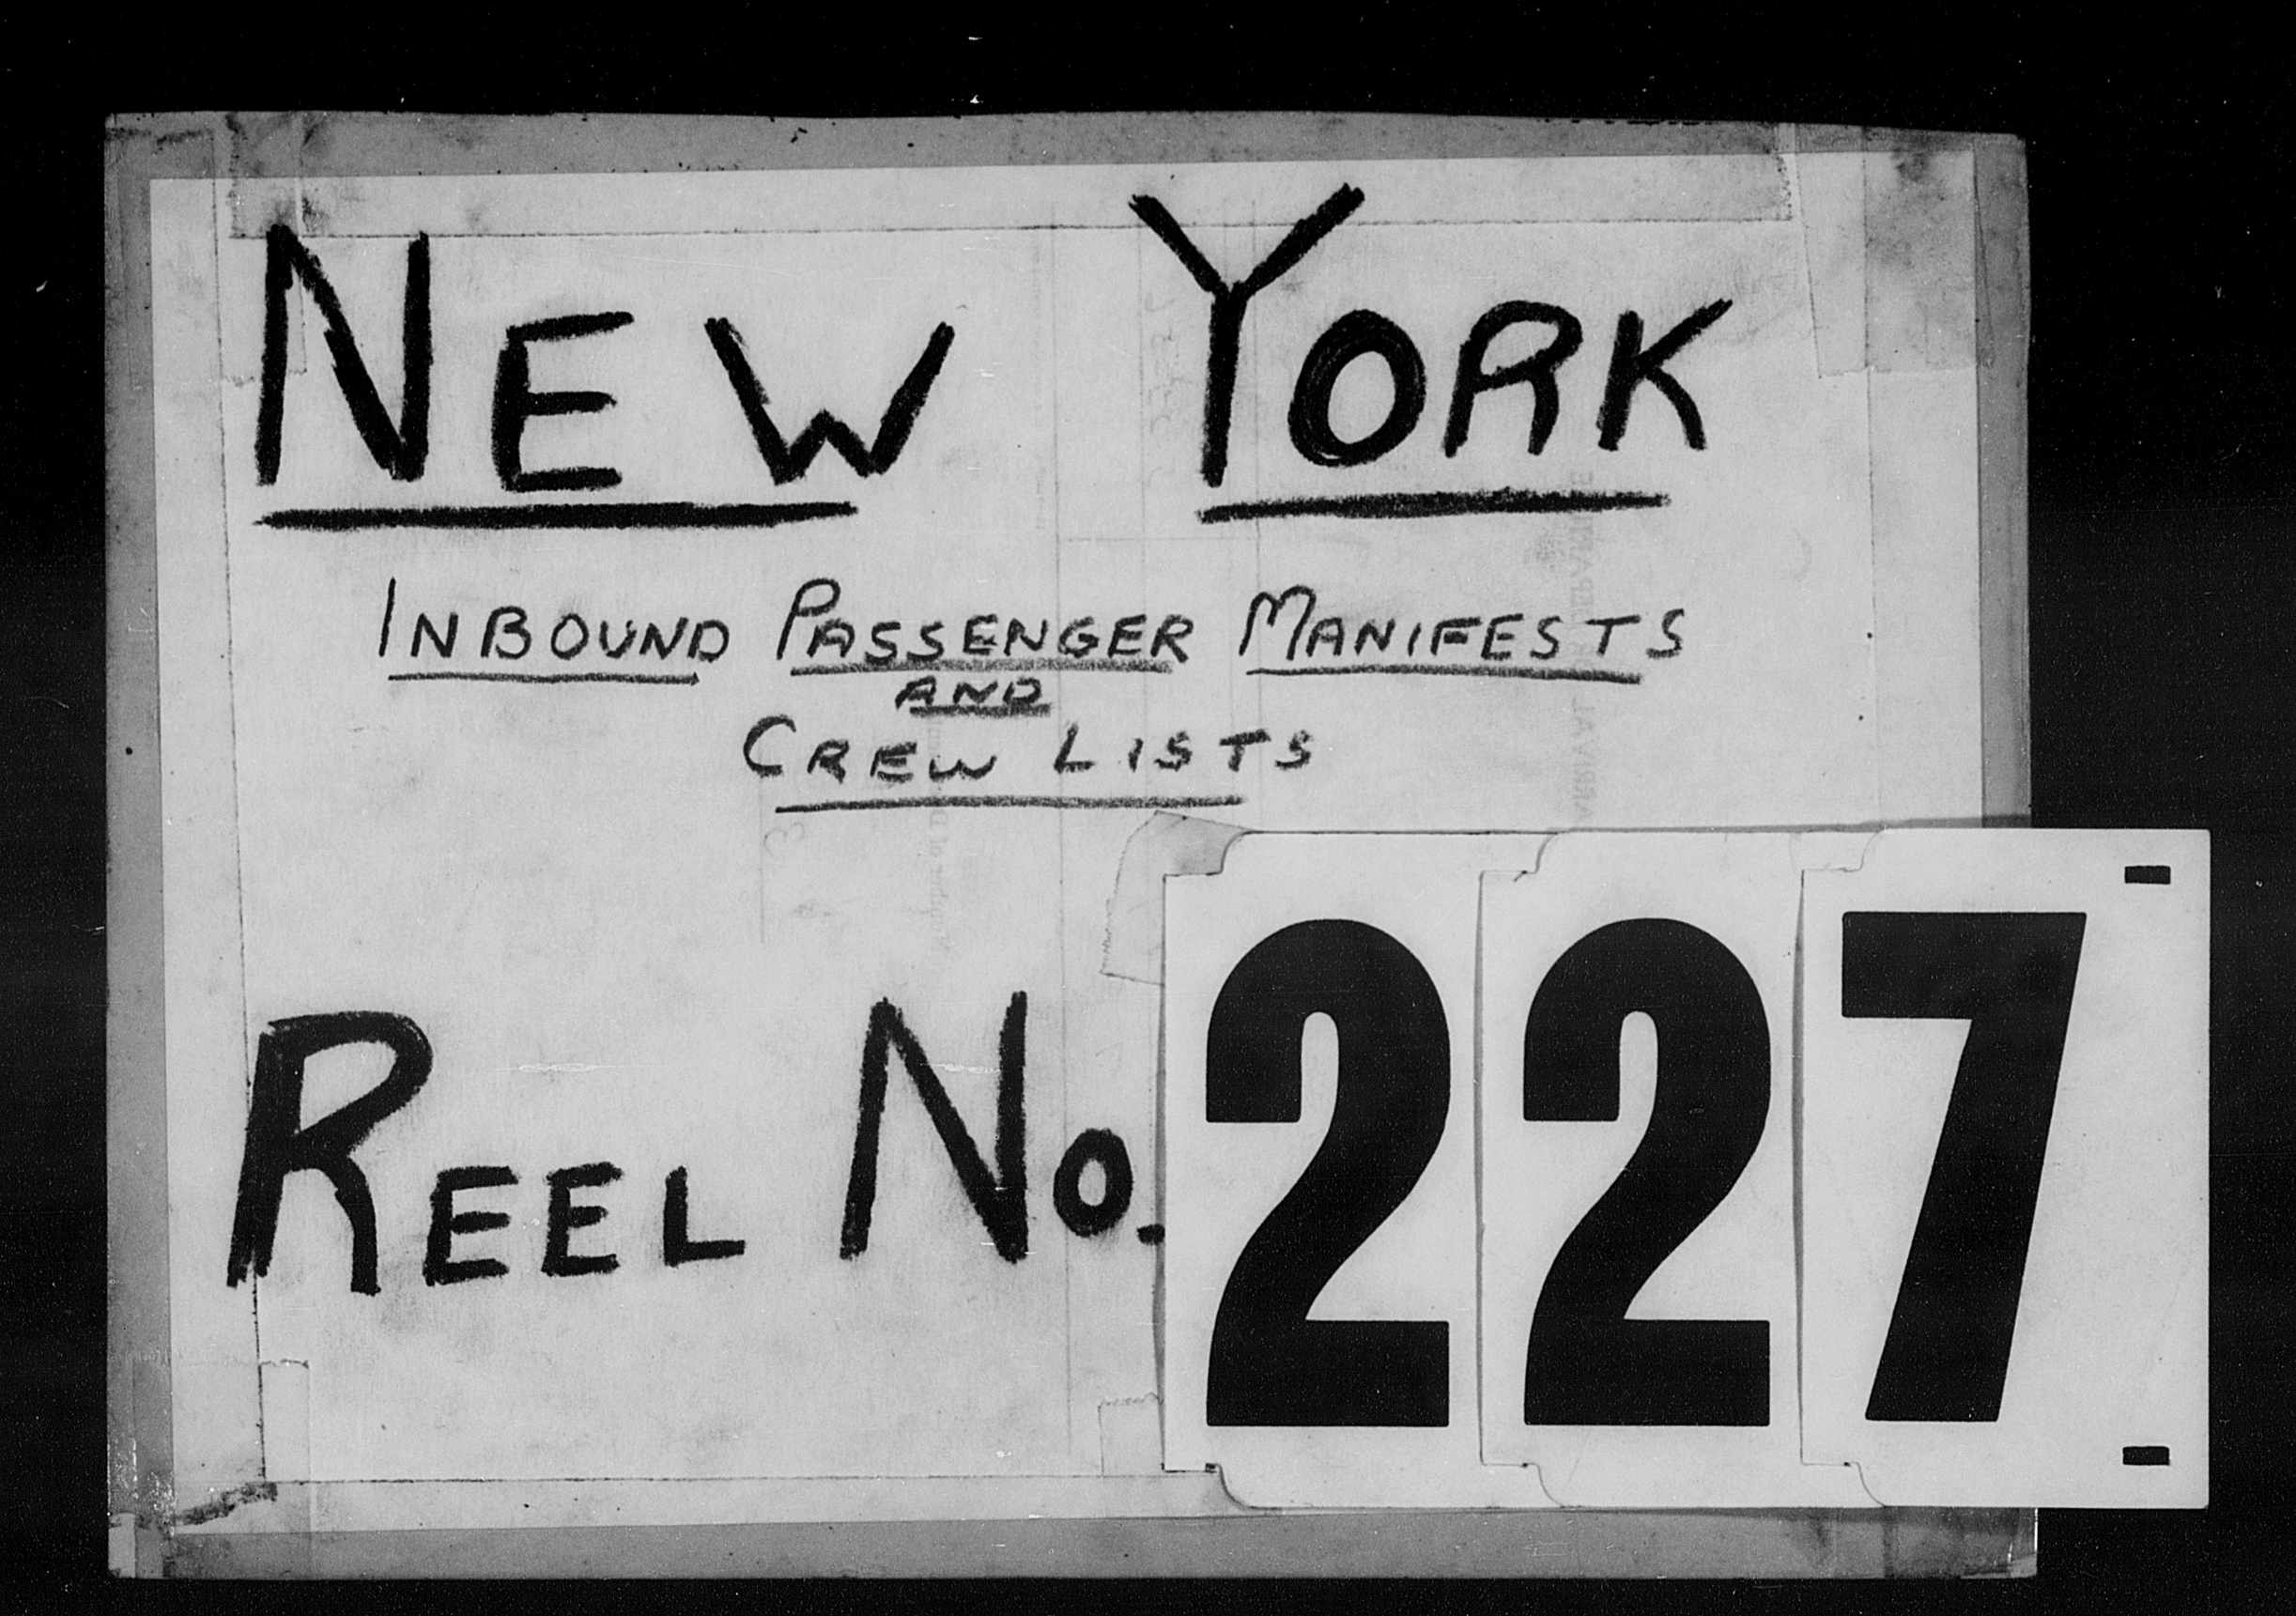 NEW YORK
INBOUND PASSENGER MANIFESTS
AND
CREW LISTS
REEL No. 227